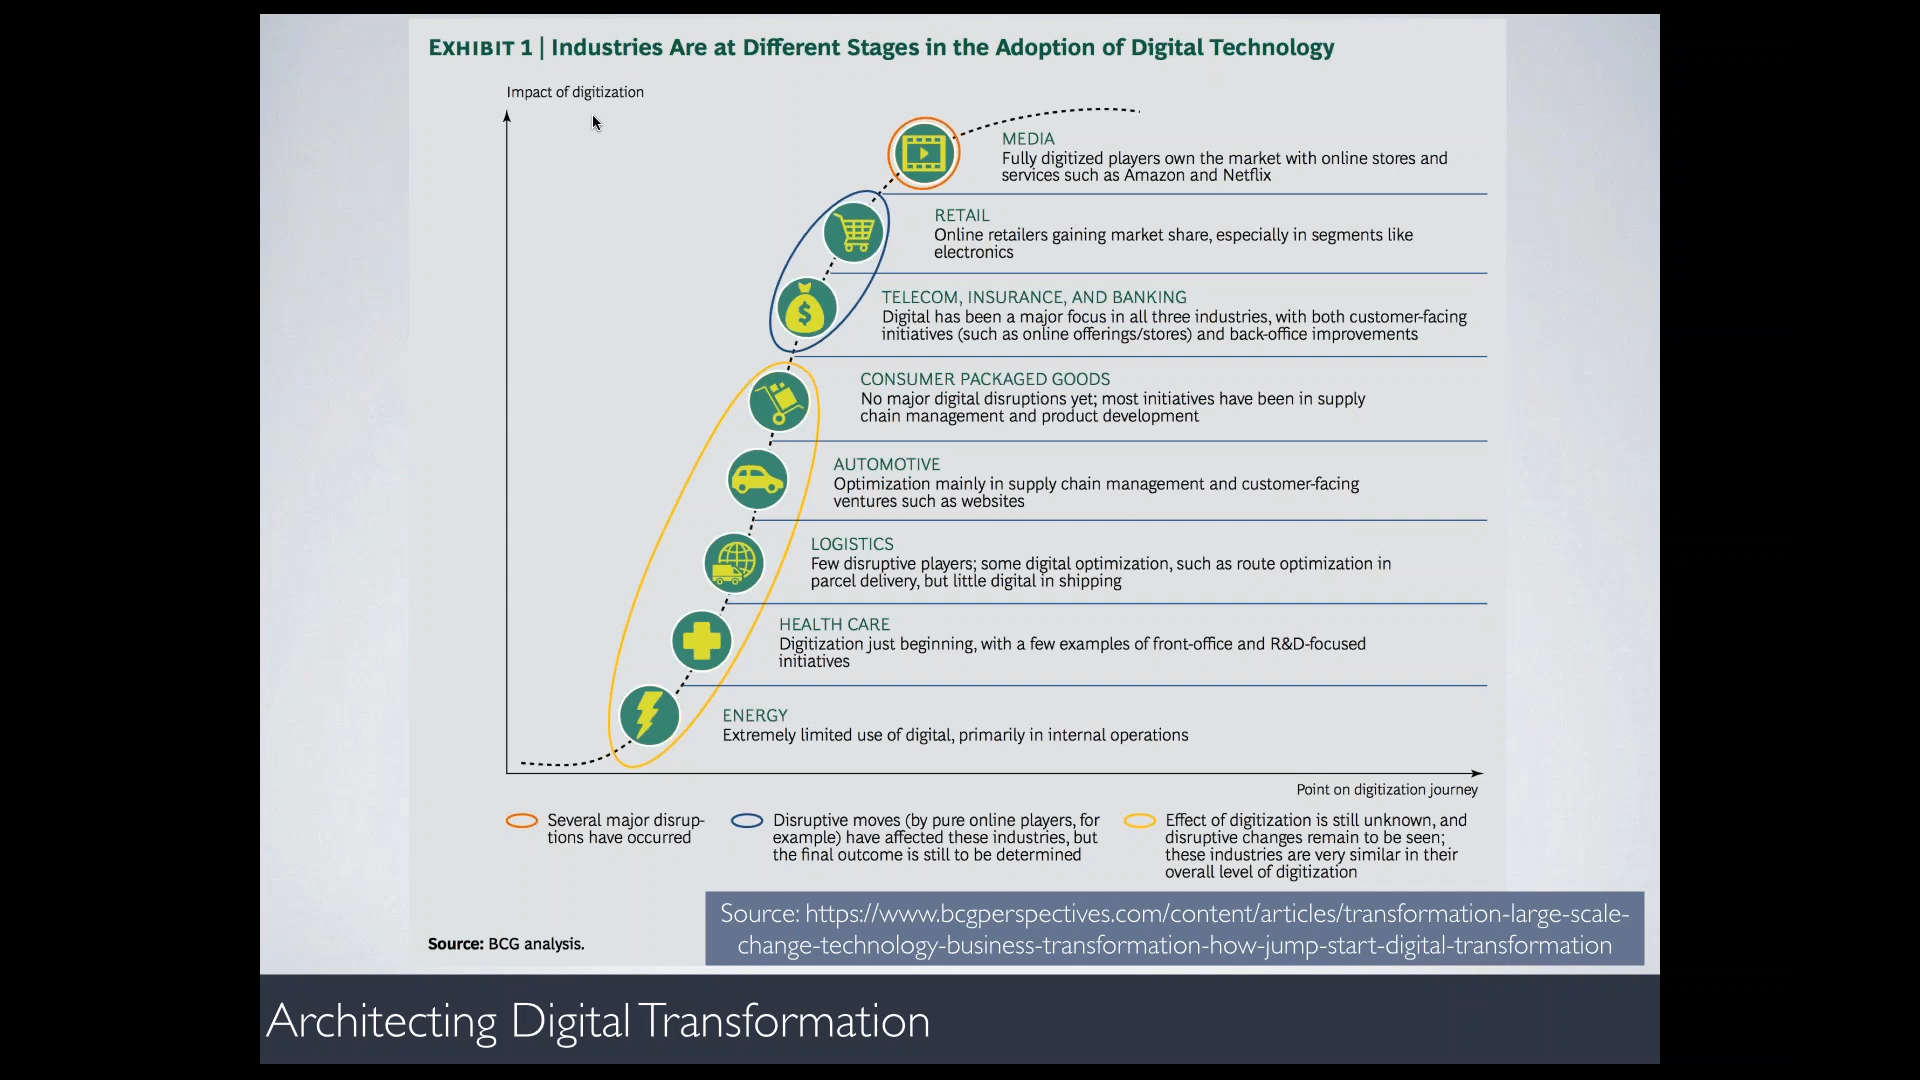 EXHIBIT 1 | Industries Are at Different Stages in the Adoption of Digital Technology
Impact of digitization
MEDIA
Fully digitized players own the market with online stores and
services such as Amazon and Netflix
RETAIL
Online retailers gaining market share, especially in segments like
electronics
TELECOM, INSURANCE, AND BANKING
Digital has been a major focus in all three industries, with both customer-facing
initiatives (such as online offerings/stores) and back-office improvements
$
CONSUMER PACKAGED GOODS
No major digital disruptions yet; most initiatives have been in supply
chain management and product development
AUTOMOTIVE
Optimization mainly in supply chain management and customer-facing
ventures such as websites
LOGISTICS
Few disruptive players; some digital optimization, such as route optimization in
parcel delivery, but little digital in shipping
HEALTH CARE
Digitization just beginning, with a few examples of front-office and R&D-focused
initiatives
ENERGY
Extremely limited use of digital, primarily in internal operations
Point on digitization journey
Several major disrup-
tions have occurred
Disruptive moves (by pure online players, for
example) have affected these industries, but
the final outcome is still to be determined
Effect of digitization is still unknown, and
disruptive changes remain to be seen;
these industries are very similar in their
overall level of digitization
Source: BCG analysis.
Source: https://www.bcgperspectives.com/content/articles/transformation-large-scale-
change-technology-business-transformation-how-jump-start-digital-transformation
Architecting Digital Transformation